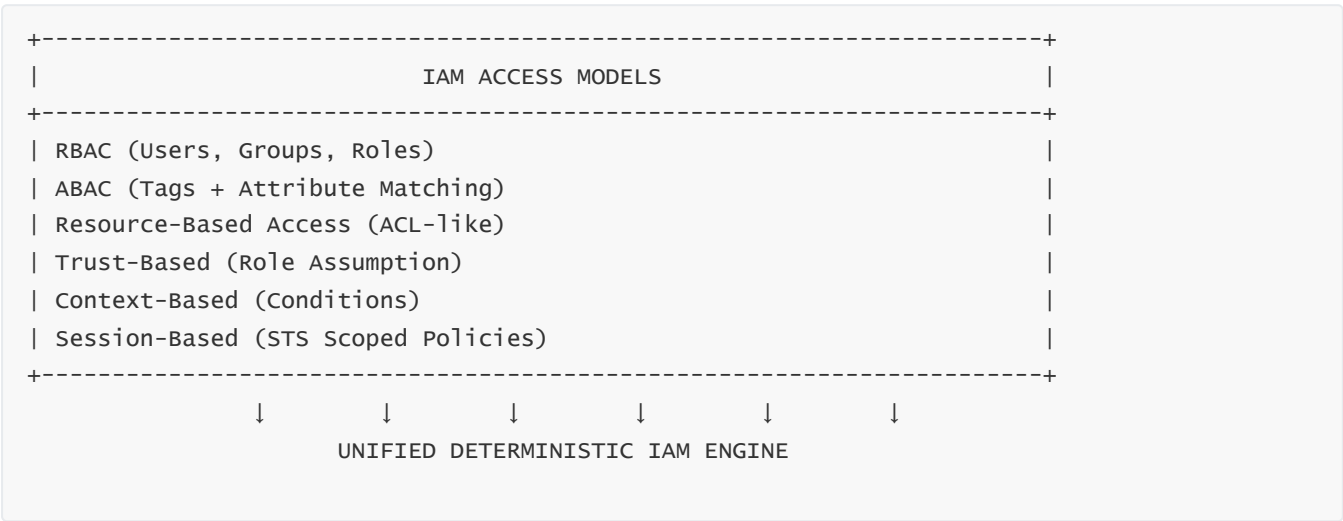 +-----------------------------------------------------------------------+
|                           IAM ACCESS MODELS                           |
+-----------------------------------------------------------------------+
| RBAC (Users, Groups, Roles)                                           |
| ABAC (Tags + Attribute Matching)                                      |
| Resource-Based Access (ACL-like)                                      |
| Trust-Based (Role Assumption)                                         |
| Context-Based (Conditions)                                            |
| Session-Based (STS Scoped Policies)                                   |
+-----------------------------------------------------------------------+
                ↓        ↓        ↓        ↓        ↓        ↓
                      UNIFIED DETERMINISTIC IAM ENGINE